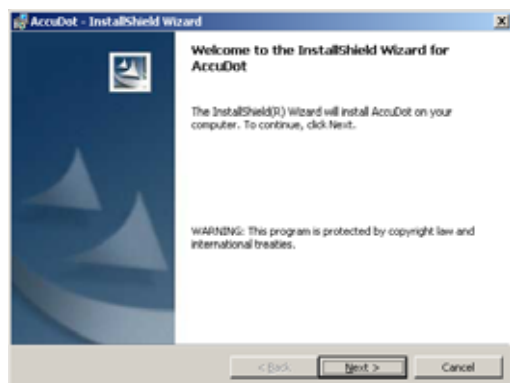 AccuDot - InstallShield Wizard
Welcome to the InstallShield Wizard for
AccuDot
The InstallShield(R) Wizard will install AccuDot on your
computer. To continue, click Next.
WARNING: This program is protected by copyright law and
international treaties.
< Back Next > Cancel